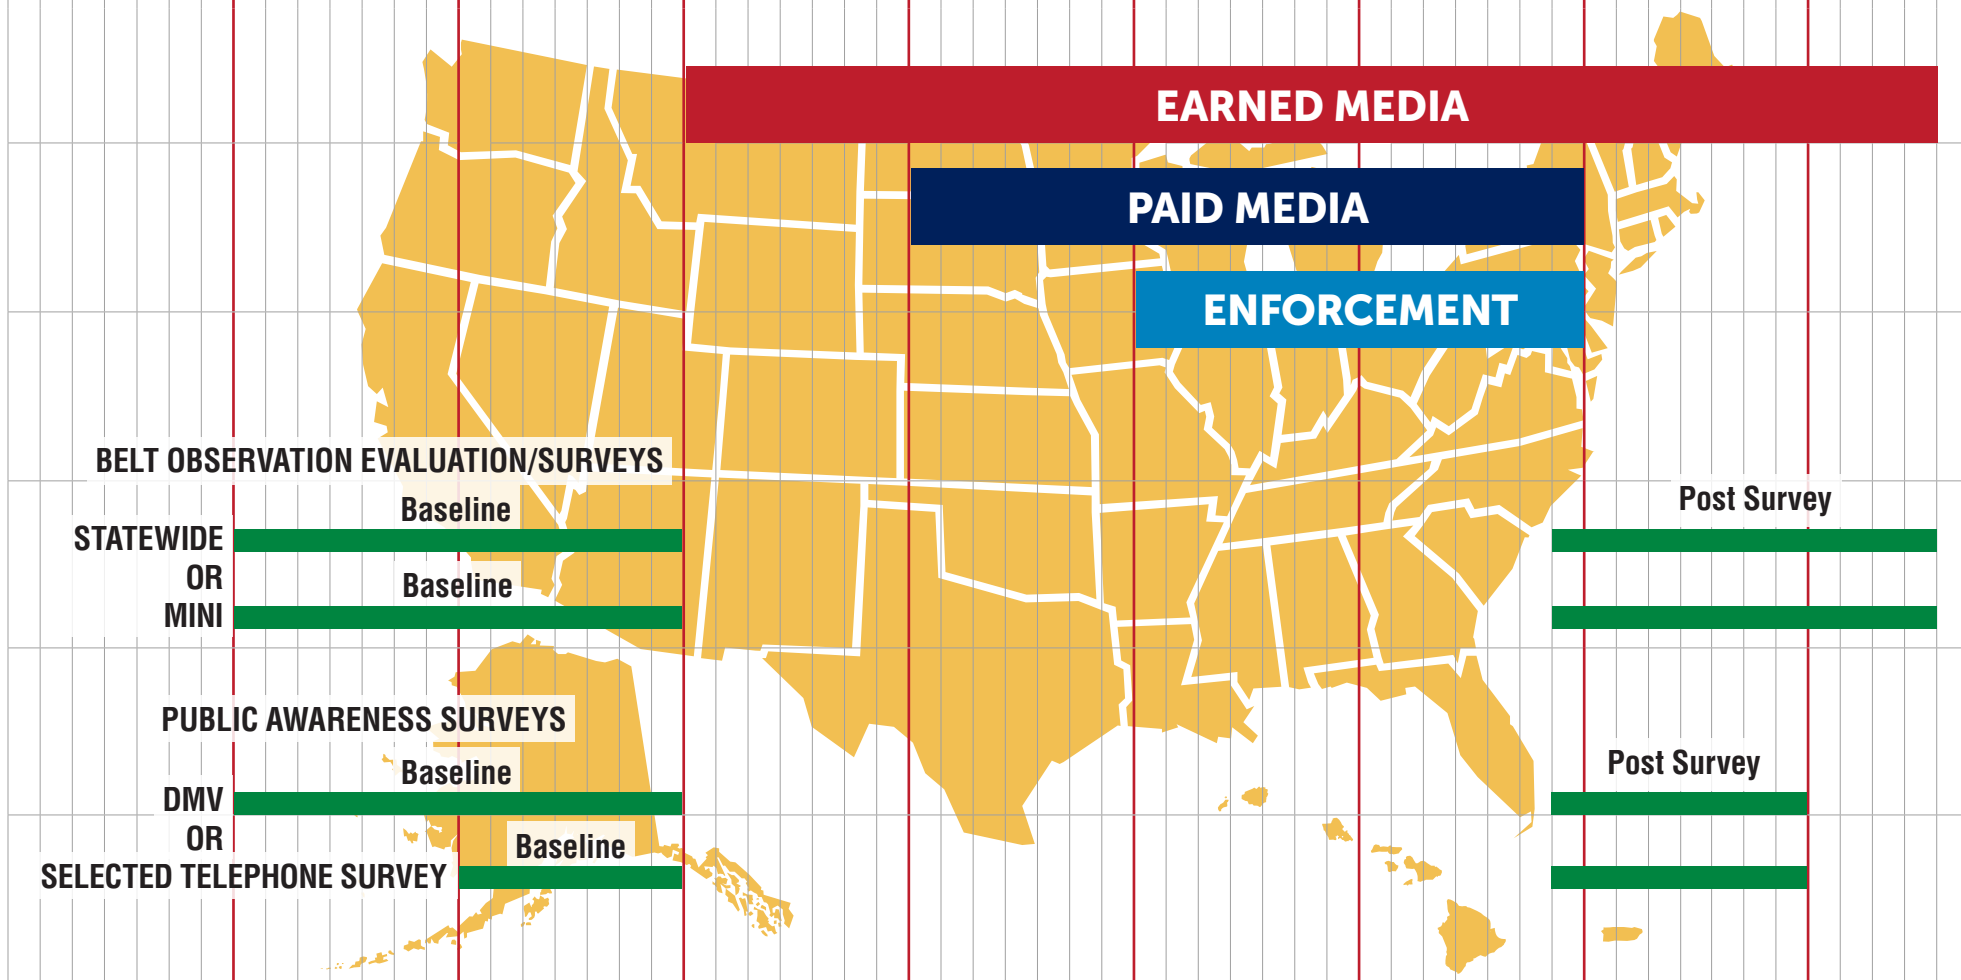 EARNED MEDIA
PAID MEDIA
ENFORCEMENT
BELT OBSERVATION EVALUATION/SURVEYS
Baseline
Post Survey
STATEWIDE
OR
Baseline
MINI
PUBLIC AWARENESS SURVEYS
Baseline
Post Survey
DMV
OR
Baseline
SELECTED TELEPHONE SURVEY